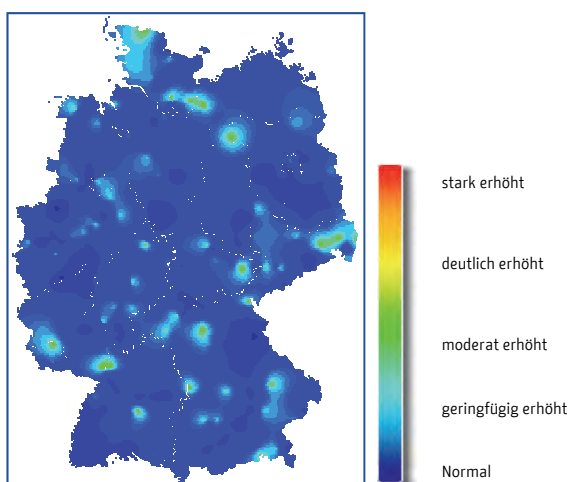 stark erhöht
deutlich erhöht
moderat erhöht
geringfügig erhöht
Normal